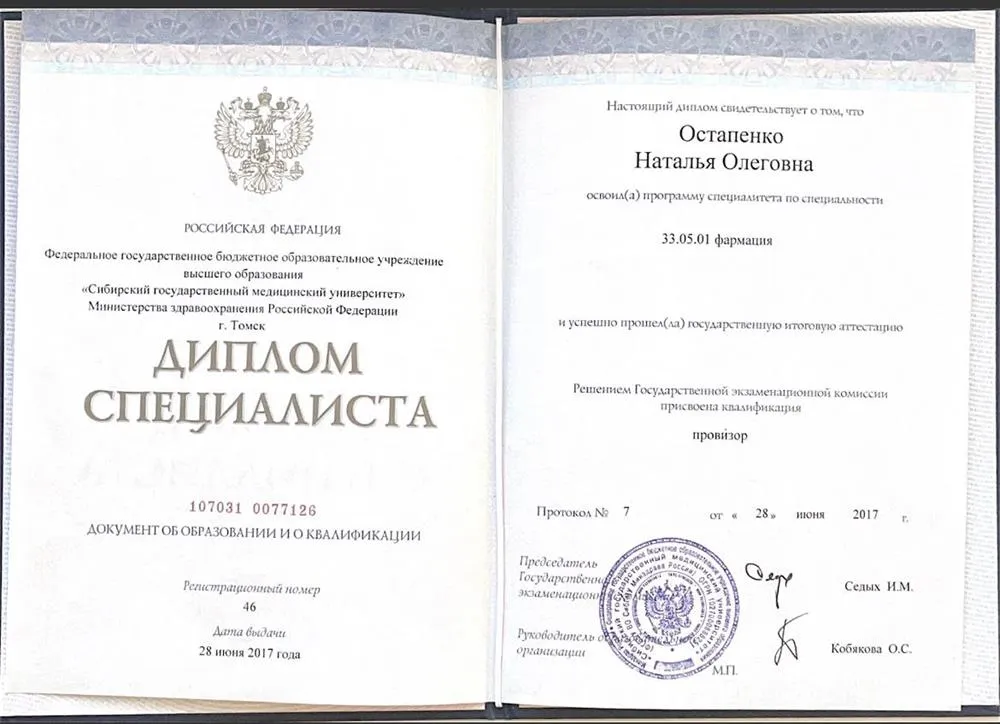 РОССИЙСКАЯ ФЕДЕРАЦИЯ
Федеральное государственное бюджетное образовательное учреждение
высшего образования
«Сибирский государственный медицинский университет»
Министерства здравоохранения Российской Федерации
г. Томск
ДИПЛОМ
СПЕЦИАЛИСТА
107031 0077126
ДОКУМЕНТ ОБ ОБРАЗОВАНИИ И О КВАЛИФИКАЦИИ
Регистрационный номер
46
Дата выдачи
28 июня 2017 года
Настоящий диплом свидетельствует о том, что
Остапенко
Наталья Олеговна
освоил(а) программу специалитета по специальности
33.05.01 фармация
и успешно прошел(ла) государственную итоговую аттестацию
Решением Государственной экзаменационной комиссии
присвоена квалификация
прови́зор
Протокол № 7 от « 28 » июня 2017 г.
Председатель
Седых И.М.
Руководитель
организации
Кобякова О.С.
М.П.